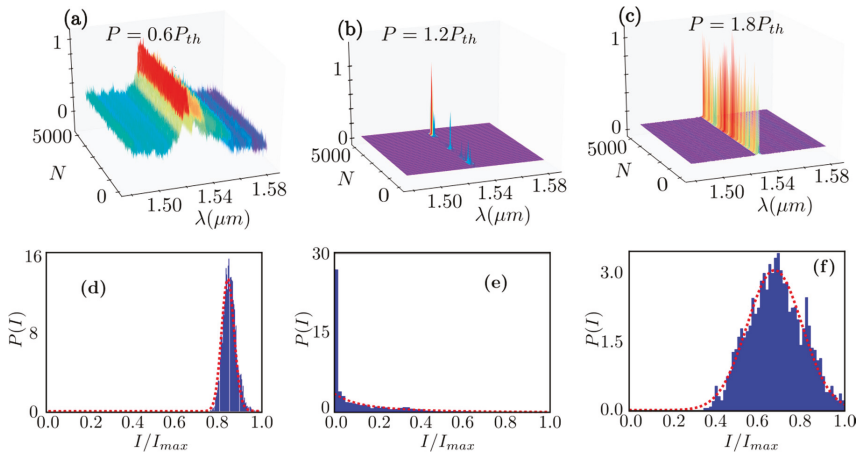 (a)
P = 0.6P_th
1
0
5000
N
0
1.50
1.54
1.58
λ(μm)
(b)
P = 1.2P_th
1
0
5000
N
0
1.50
1.54
1.58
λ(μm)
(c)
P = 1.8P_th
1
0
5000
N
0
1.50
1.54
1.58
λ(μm)
16
(d)
8
0
P(I)
0.0 0.2 0.4 0.6 0.8 1.0
I/I_max
30
(e)
15
0
P(I)
0.0 0.2 0.4 0.6 0.8 1.0
I/I_max
(f)
3.0
1.5
0.0
P(I)
0.0 0.2 0.4 0.6 0.8 1.0
I/I_max